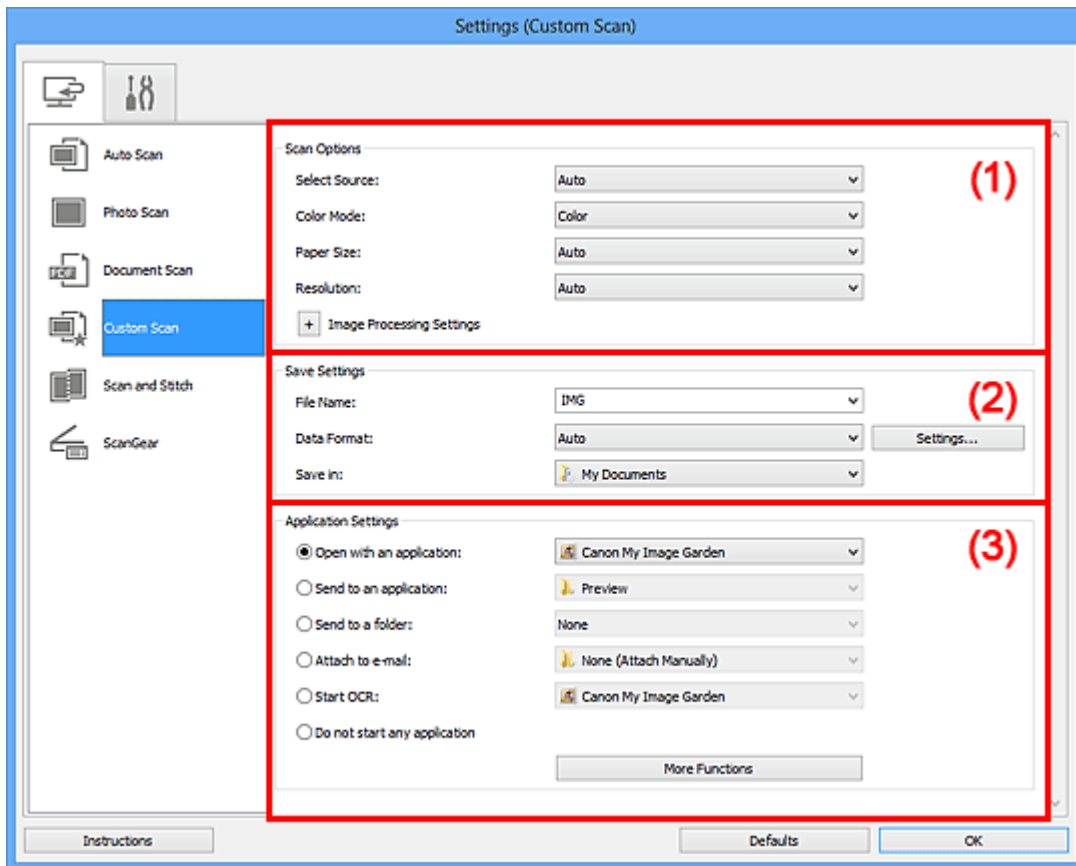 Settings (Custom Scan)
Auto Scan
Photo Scan
Document Scan
Custom Scan
Scan and Stitch
ScanGear
Scan Options
(1)
Select Source: Auto
Color Mode: Color
Paper Size: Auto
Resolution: Auto
+ Image Processing Settings
Save Settings
(2)
File Name: IMG
Data Format: Auto Settings...
Save in: My Documents
Application Settings
(3)
Open with an application: Canon My Image Garden
Send to an application: Preview
Send to a folder: None
Attach to e-mail: None (Attach Manually)
Start OCR: Canon My Image Garden
Do not start any application
More Functions
Instructions Defaults OK